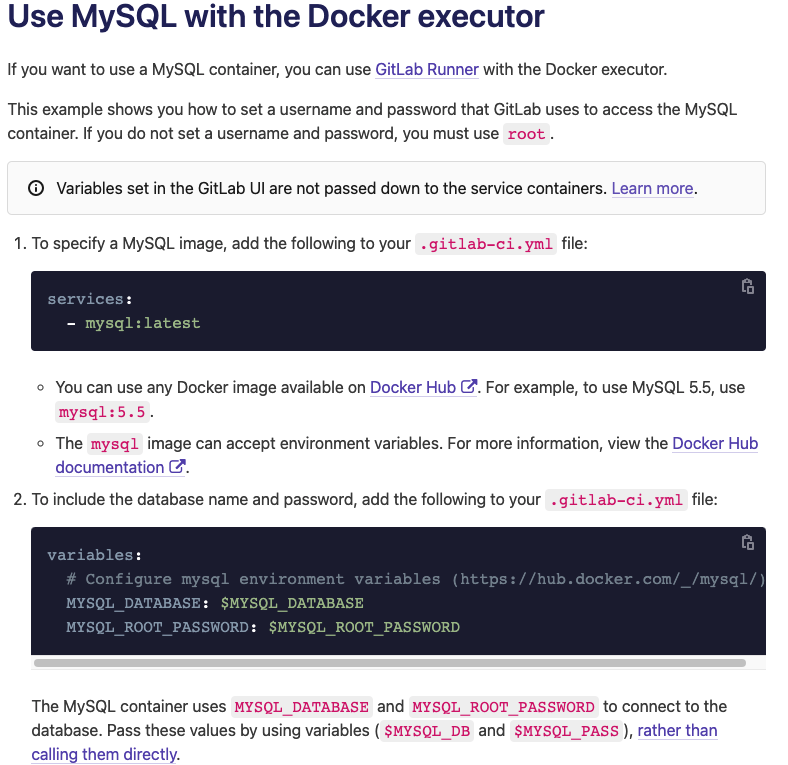 Use MySQL with the Docker executor
If you want to use a MySQL container, you can use GitLab Runner with the Docker executor.
This example shows you how to set a username and password that GitLab uses to access the MySQL
container. If you do not set a username and password, you must use root.
Variables set in the GitLab UI are not passed down to the service containers. Learn more.
1. To specify a MySQL image, add the following to your .gitlab-ci.yml file:
services:
  - mysql:latest
You can use any Docker image available on Docker Hub. For example, to use MySQL 5.5, use
mysql:5.5.
The mysql image can accept environment variables. For more information, view the Docker Hub
documentation.
2. To include the database name and password, add the following to your .gitlab-ci.yml file:
variables:
  # Configure mysql environment variables (https://hub.docker.com/_/mysql/)
  MYSQL_DATABASE: $MYSQL_DATABASE
  MYSQL_ROOT_PASSWORD: $MYSQL_ROOT_PASSWORD
The MySQL container uses MYSQL_DATABASE and MYSQL_ROOT_PASSWORD to connect to the
database. Pass these values by using variables ($MYSQL_DB and $MYSQL_PASS), rather than
calling them directly.